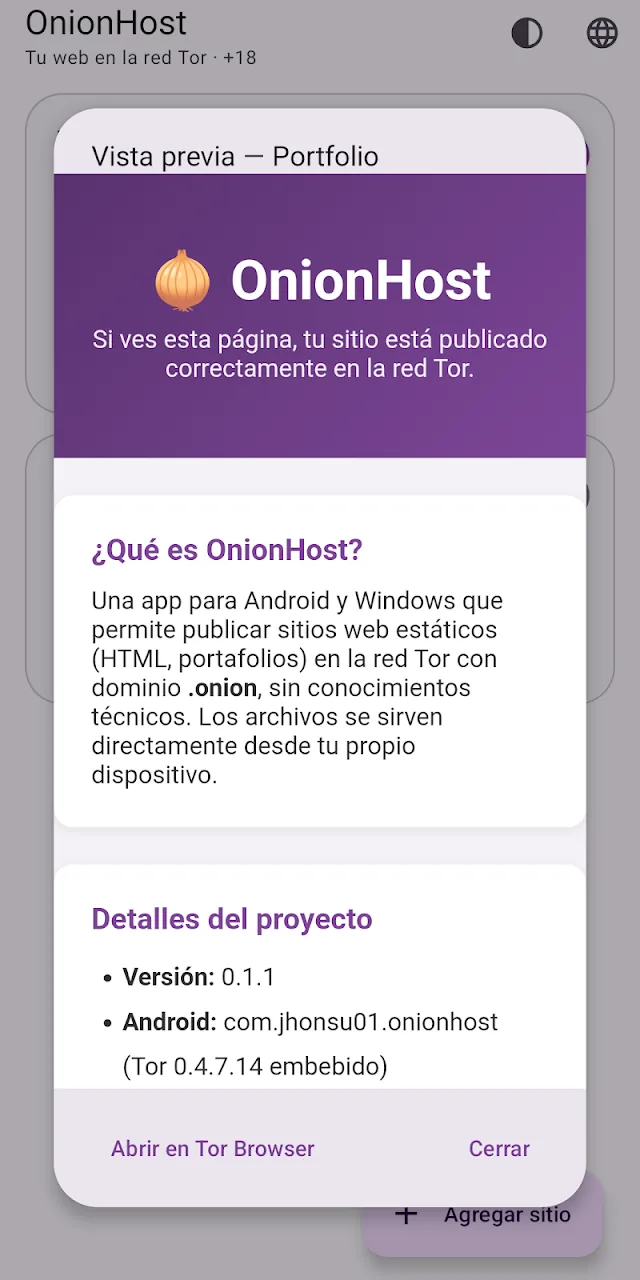 OnionHost
Tu web en la red Tor · +18
Vista previa — Portfolio
OnionHost
Si ves esta página, tu sitio está publicado
correctamente en la red Tor.
¿Qué es OnionHost?
Una app para Android y Windows que
permite publicar sitios web estáticos
(HTML, portafolios) en la red Tor con
dominio .onion, sin conocimientos
técnicos. Los archivos se sirven
directamente desde tu propio
dispositivo.
Detalles del proyecto
• Versión: 0.1.1
• Android: com.jhonsu01.onionhost
(Tor 0.4.7.14 embebido)
Abrir en Tor Browser
Cerrar
+ Agregar sitio